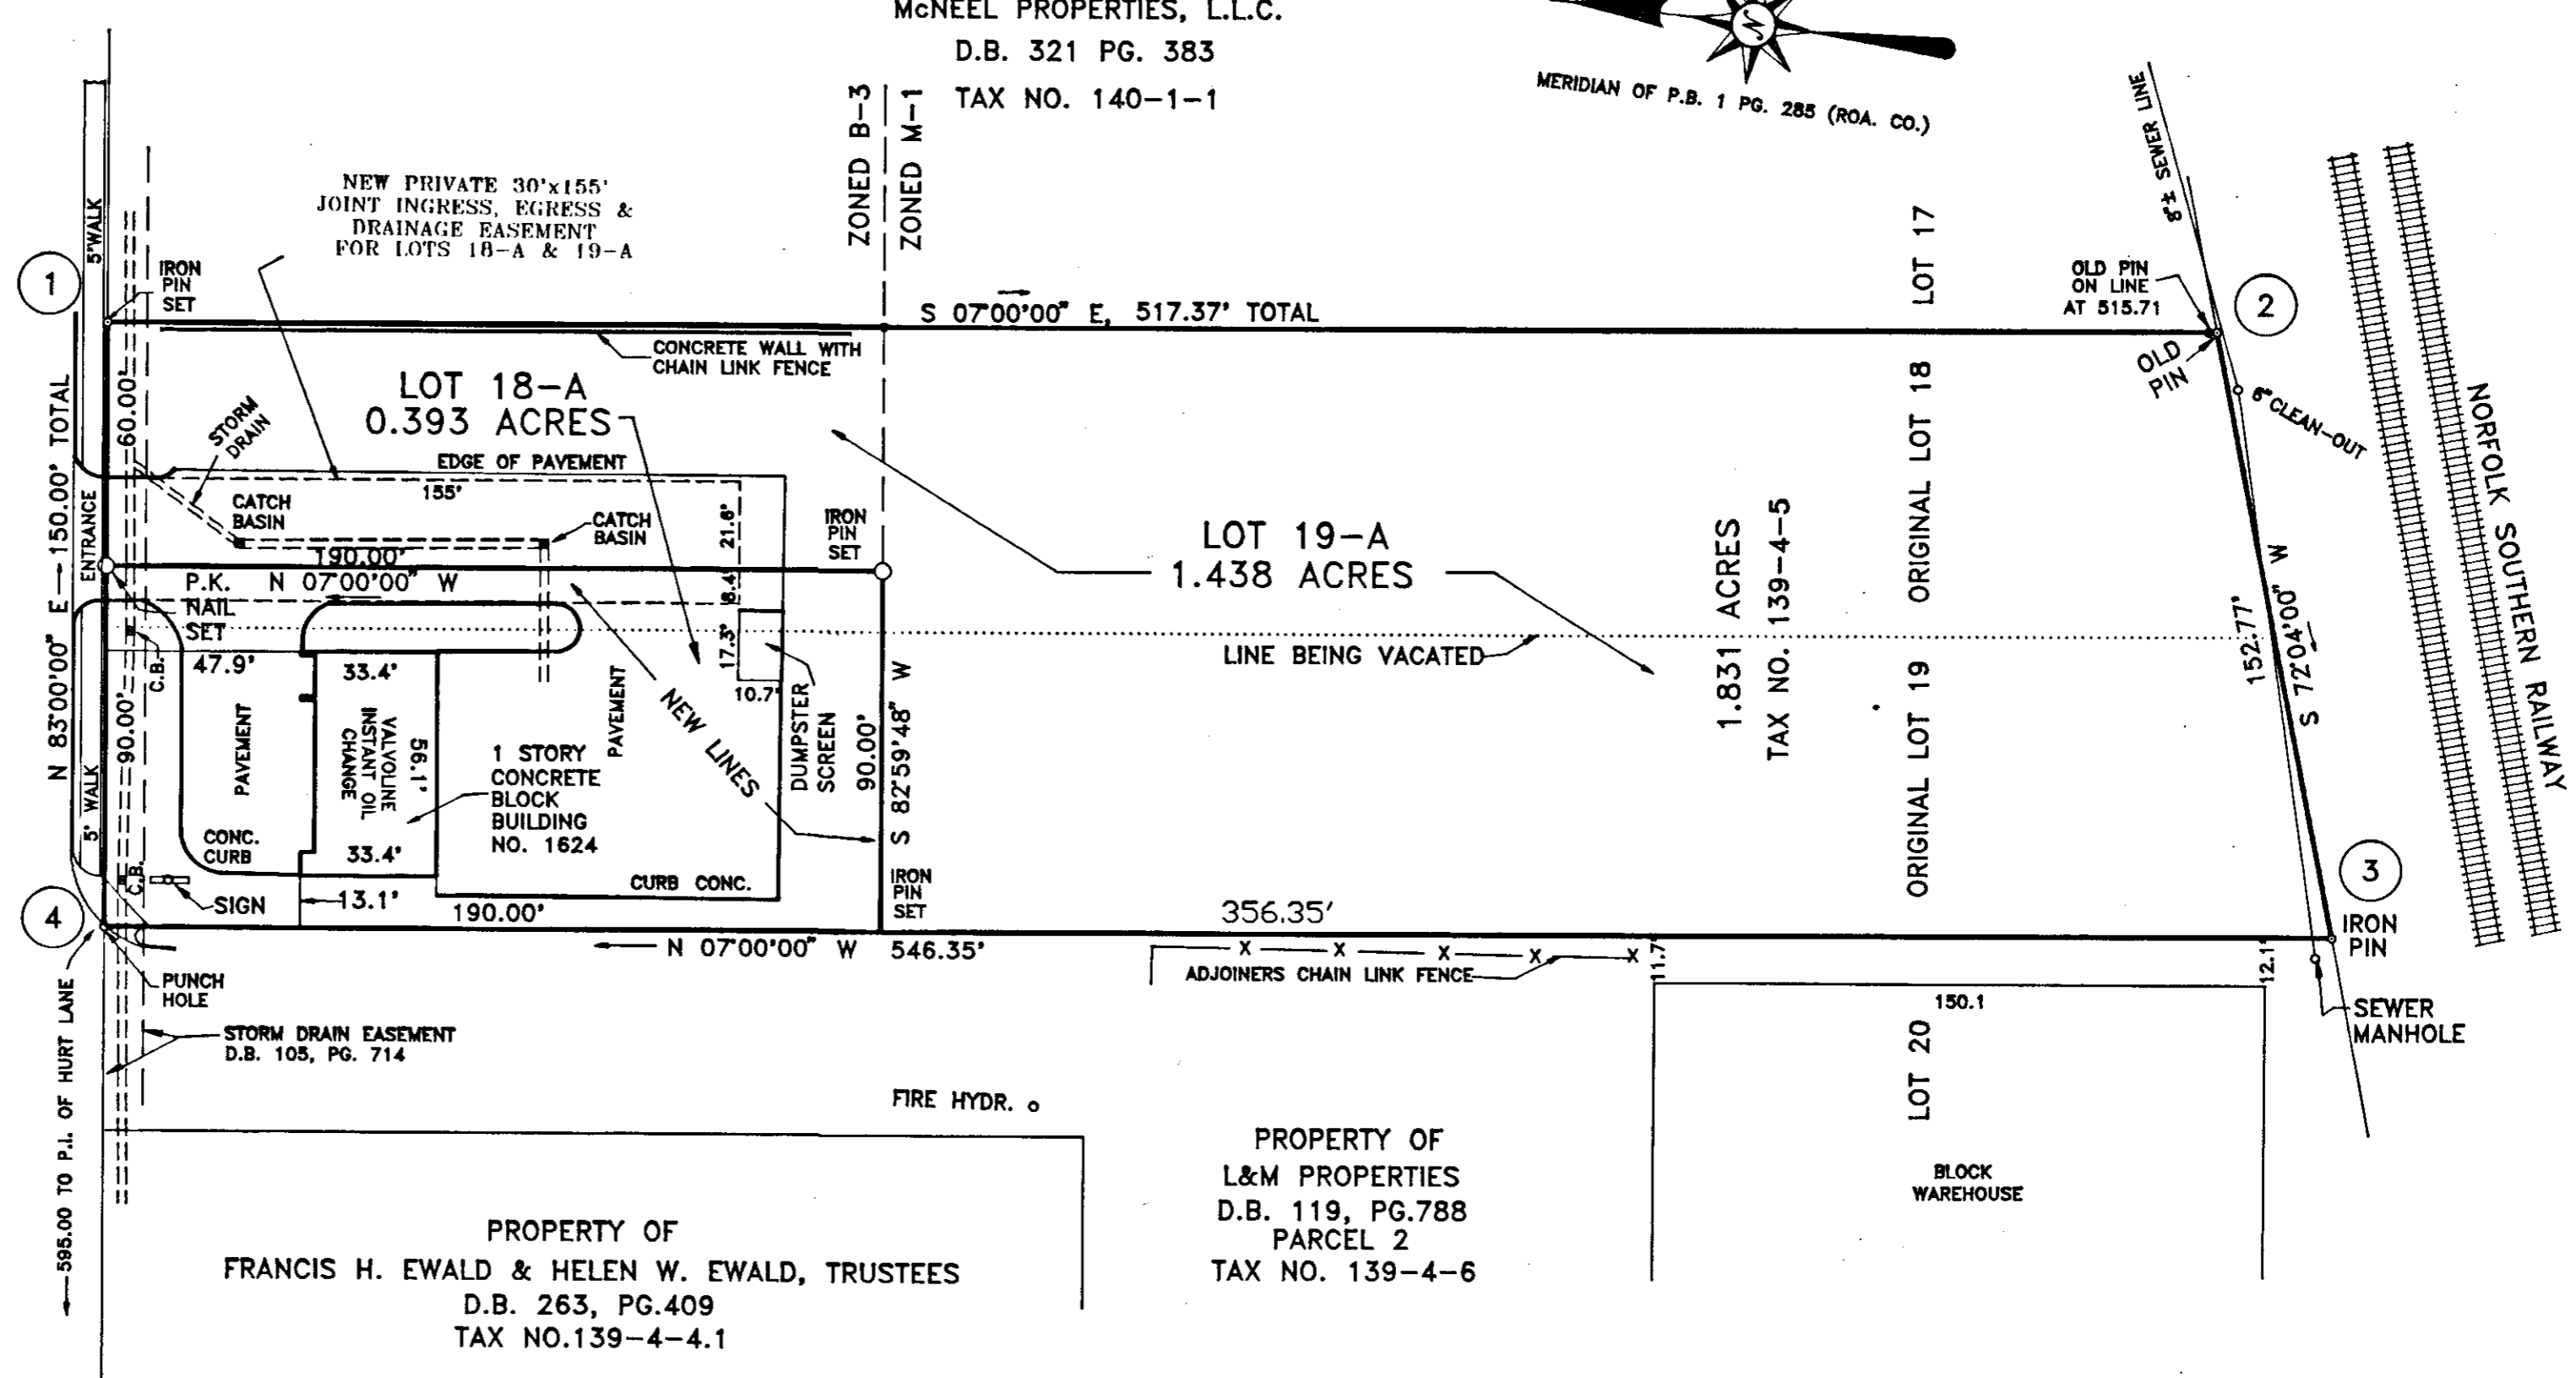 McNEEL PROPERTIES, L.L.C.
D.B. 321 PG. 383
TAX NO. 140-1-1
ZONED B-3
ZONED M-1
N
MERIDIAN OF P.B. 1 PG. 285 (ROA. CO.)
8"± SEWER LINE
NEW PRIVATE 30'x155'
JOINT INGRESS, EGRESS &
DRAINAGE EASEMENT
FOR LOTS 18-A & 19-A
5'WALK
1
IRON
PIN
SET
S 07°00'00" E, 517.37' TOTAL
LOT 17
OLD PIN
ON LINE
AT 515.71
2
OLD
PIN
6" CLEAN-OUT
NORFOLK SOUTHERN RAILWAY
CONCRETE WALL WITH
CHAIN LINK FENCE
LOT 18-A
0.393 ACRES
N 83°00'00" E 150.00' TOTAL
60.00'
STORM
DRAIN
EDGE OF PAVEMENT
155'
ENTRANCE
CATCH
BASIN
CATCH
BASIN
21.6'
8.4'
IRON
PIN
SET
190.00'
P.K.
NAIL
SET
N 07°00'00" W
LOT 19-A
1.438 ACRES
1.831 ACRES
TAX NO. 139-4-5
ORIGINAL LOT 18
ORIGINAL LOT 19
152.77'
S 72°04'00" W
LINE BEING VACATED
47.9'
C.B.
33.4'
17.3'
10.7'
DUMPSTER
SCREEN
90.00'
S 82°59'48" W
NEW LINES
PAVEMENT
90.00'
5' WALK
PAVEMENT
VALVOLINE
INSTANT OIL
CHANGE
56.1'
1 STORY
CONCRETE
BLOCK
BUILDING
NO. 1624
CONC.
CURB
33.4'
C.B.
SIGN
13.1'
190.00'
CURB CONC.
IRON
PIN
SET
4
N 07°00'00" W 546.35'
356.35'
X X X X X
ADJOINERS CHAIN LINK FENCE
11.7'
12.1'
3
IRON
PIN
SEWER
MANHOLE
PUNCH
HOLE
595.00 TO P.I. OF HURT LANE
STORM DRAIN EASEMENT
D.B. 105, PG. 714
FIRE HYDR.
150.1
LOT 20
BLOCK
WAREHOUSE
PROPERTY OF
L&M PROPERTIES
D.B. 119, PG.788
PARCEL 2
TAX NO. 139-4-6
PROPERTY OF
FRANCIS H. EWALD & HELEN W. EWALD, TRUSTEES
D.B. 263, PG.409
TAX NO.139-4-4.1